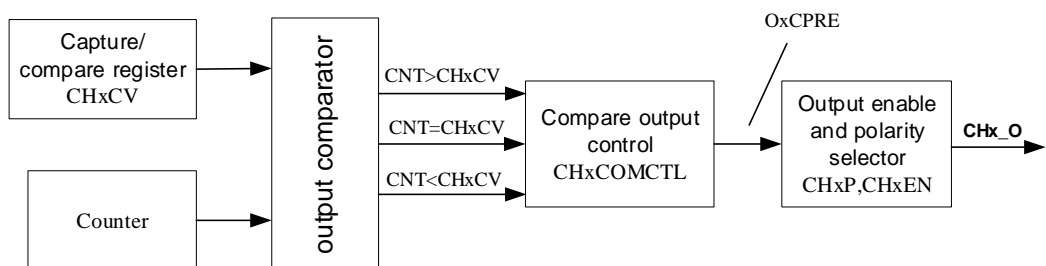 Capture/
compare register
CHxCV
Counter
output comparator
CNT>CHxCV
CNT=CHxCV
CNT<CHxCV
Compare output
control
CHxCOMCTL
OxCPRE
Output enable
and polarity
selector
CHxP,CHxEN
CHx_O